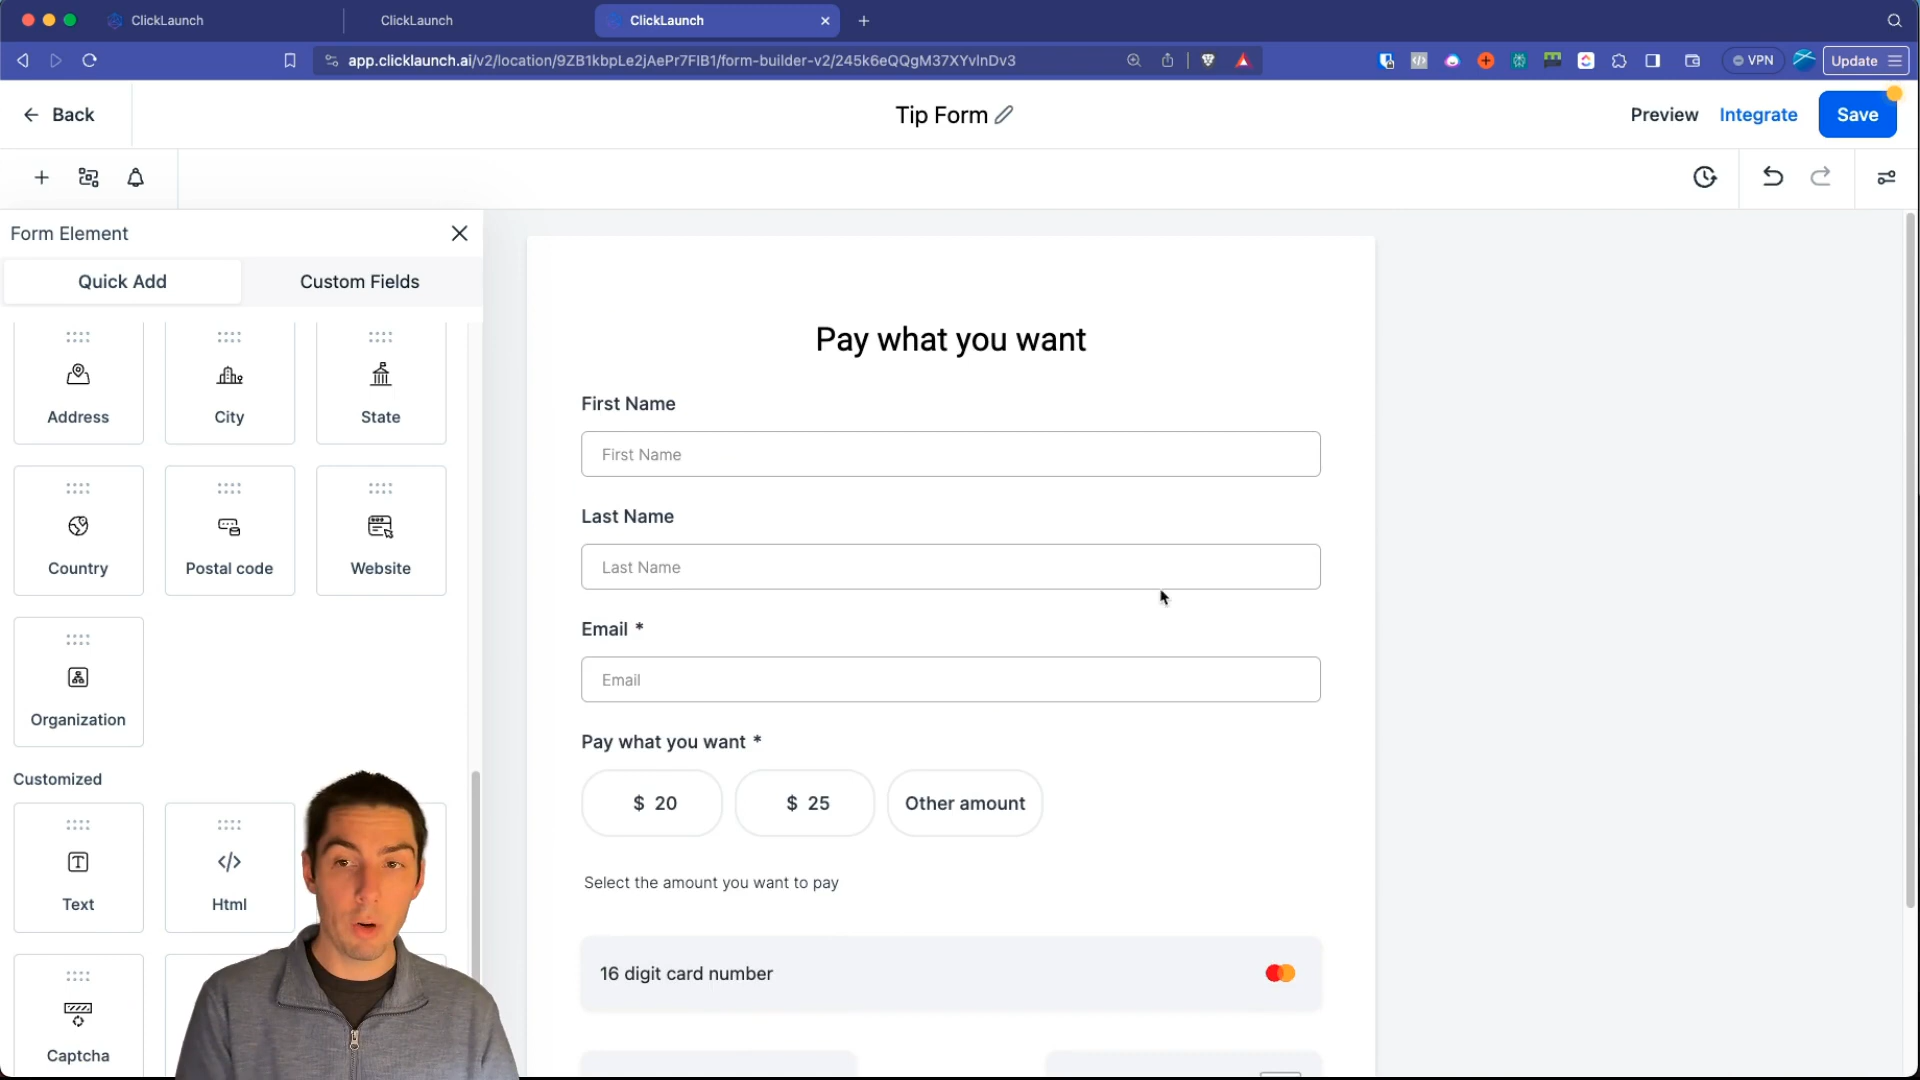 ClickLaunch
ClickLaunch
ClickLaunch
app.clicklaunch.ai/v2/location/9ZB1kbpLe2jAePr7FIB1/form-builder-v2/245k6eQQgM37XYvlnDv3
VPN
Update
Back
Tip Form
Preview
Integrate
Save
Form Element
Quick Add
Custom Fields
Address
City
State
Country
Postal code
Website
Organization
Customized
Text
Html
Captcha
Pay what you want
First Name
First Name
Last Name
Last Name
Email *
Email
Pay what you want *
$ 20
$ 25
Other amount
Select the amount you want to pay
16 digit card number